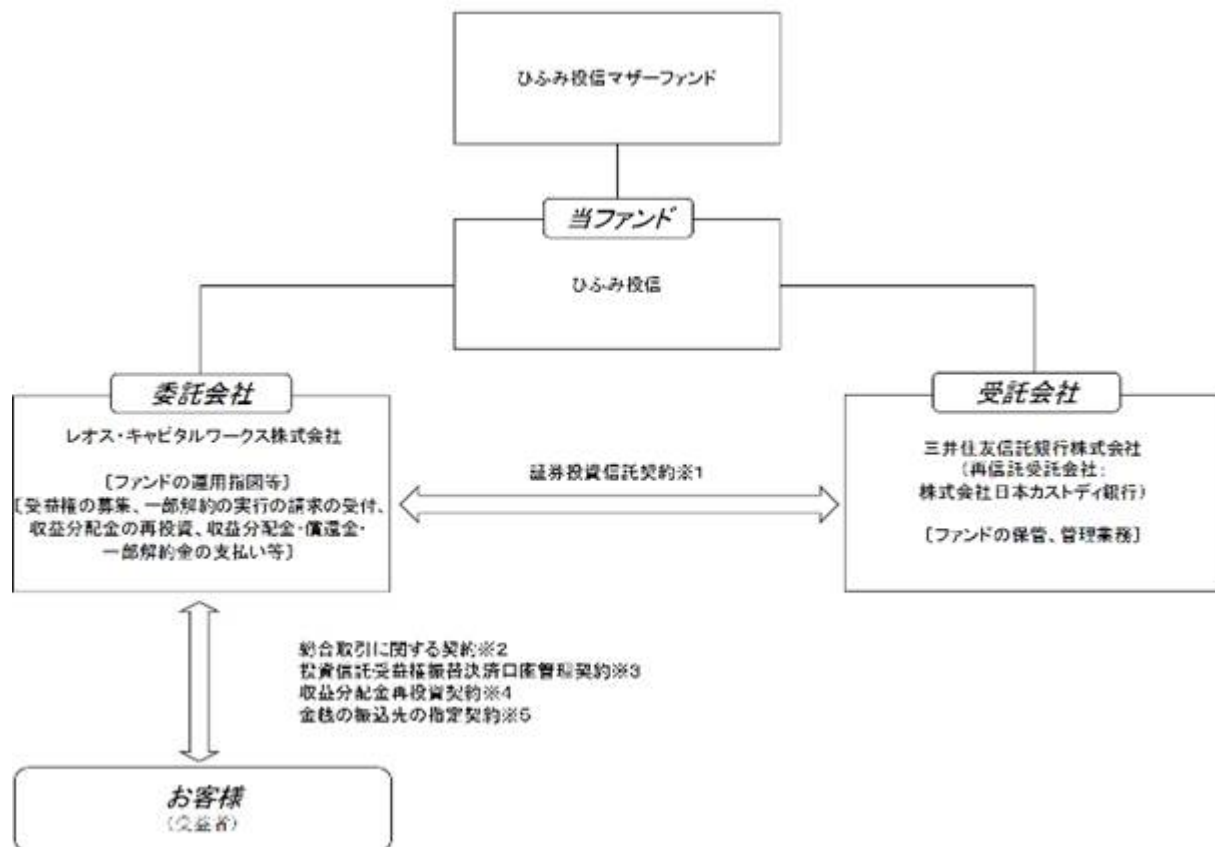 ひふみ投信マザーファンド
当ファンド
ひふみ投信
委託会社
レオス・キャピタルワークス株式会社
〔ファンドの運用指図等〕
〔受益権の募集、一部解約の実行の請求の受付、
収益分配金の再投資、収益分配金・償還金・
一部解約金の支払い等〕
証券投資信託契約※1
受託会社
三井住友信託銀行株式会社
(再信託受託会社:
株式会社日本カストディ銀行)
〔ファンドの保管、管理業務〕
総合取引に関する契約※2
投資信託受益権振替決済口座管理契約※3
収益分配金再投資契約※4
金銭の振込先の指定契約※5
お客様
(受益者)